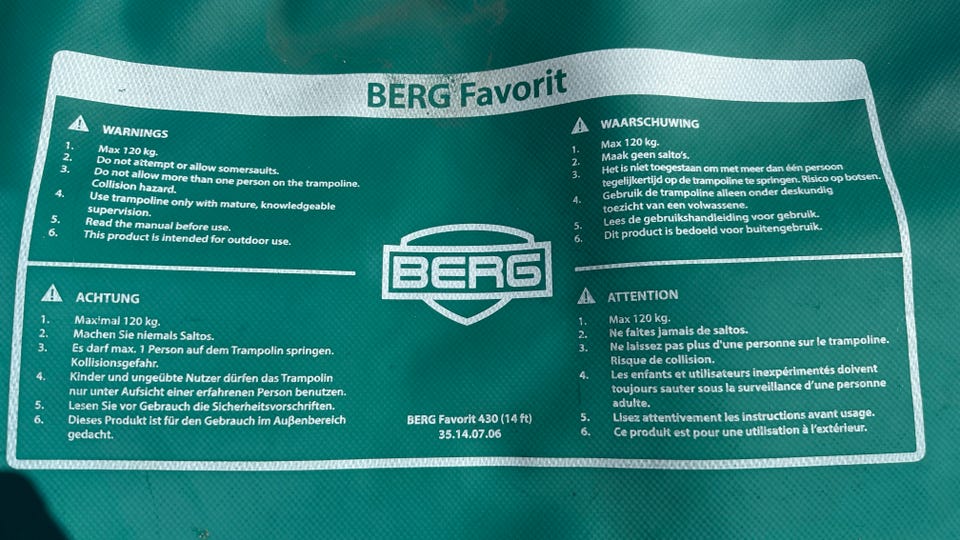 BERG Favorit
WARNINGS
1. Max 120 kg.
2. Do not attempt or allow somersaults.
3. Do not allow more than one person on the trampoline.
Collision hazard.
4. Use trampoline only with mature, knowledgeable
supervision.
5. Read the manual before use.
6. This product is intended for outdoor use.
WAARSCHUWING
1. Max 120 kg.
2. Maak geen salto's.
3. Het is niet toegestaan om met meer dan één persoon
tegelijkertijd op de trampoline te springen. Risico op botsen.
4. Gebruik de trampoline alleen onder deskundig
toezicht van een volwassene.
5. Lees de gebruikshandleiding voor gebruik.
6. Dit product is bedoeld voor buitengebruik.
BERG
ACHTUNG
1. Maximal 120 kg.
2. Machen Sie niemals Saltos.
3. Es darf max. 1 Person auf dem Trampolin springen.
Kollisionsgefahr.
4. Kinder und ungeübte Nutzer dürfen das Trampolin
nur unter Aufsicht einer erfahrenen Person benutzen.
5. Lesen Sie vor Gebrauch die Sicherheitsvorschriften.
6. Dieses Produkt ist für den Gebrauch im Außenbereich
gedacht.
ATTENTION
1. Max 120 kg.
2. Ne faites jamais de saltos.
3. Ne laissez pas plus d'une personne sur le trampoline.
Risque de collision.
4. Les enfants et utilisateurs inexpérimentés doivent
toujours sauter sous la surveillance d'une personne
adulte.
5. Lisez attentivement les instructions avant usage.
6. Ce produit est pour une utilisation à l'extérieur.
BERG Favorit 430 (14 ft)
35.14.07.06